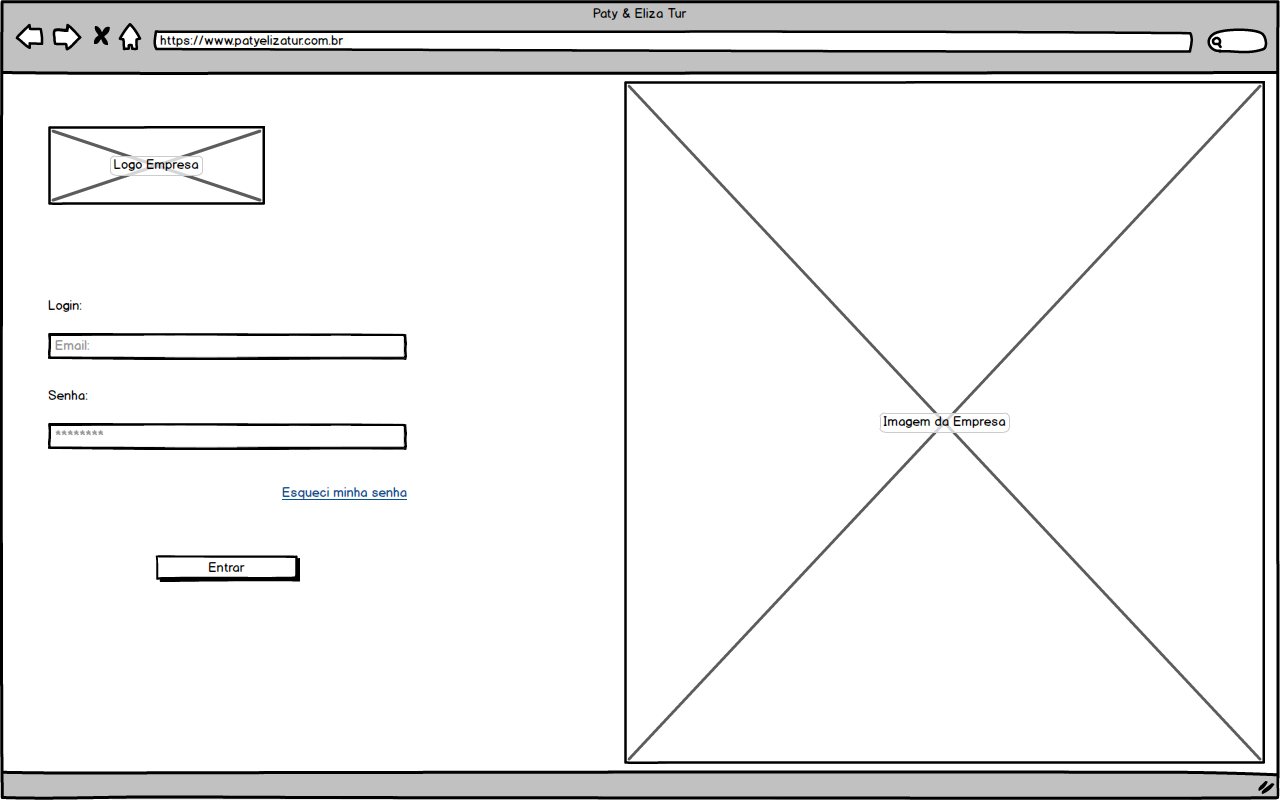 Paty & Eliza Tur
https://www.patyelizatur.com.br
Logo Empresa
Login:
Email:
Senha:
********
Esqueci minha senha
Entrar
Imagem da Empresa